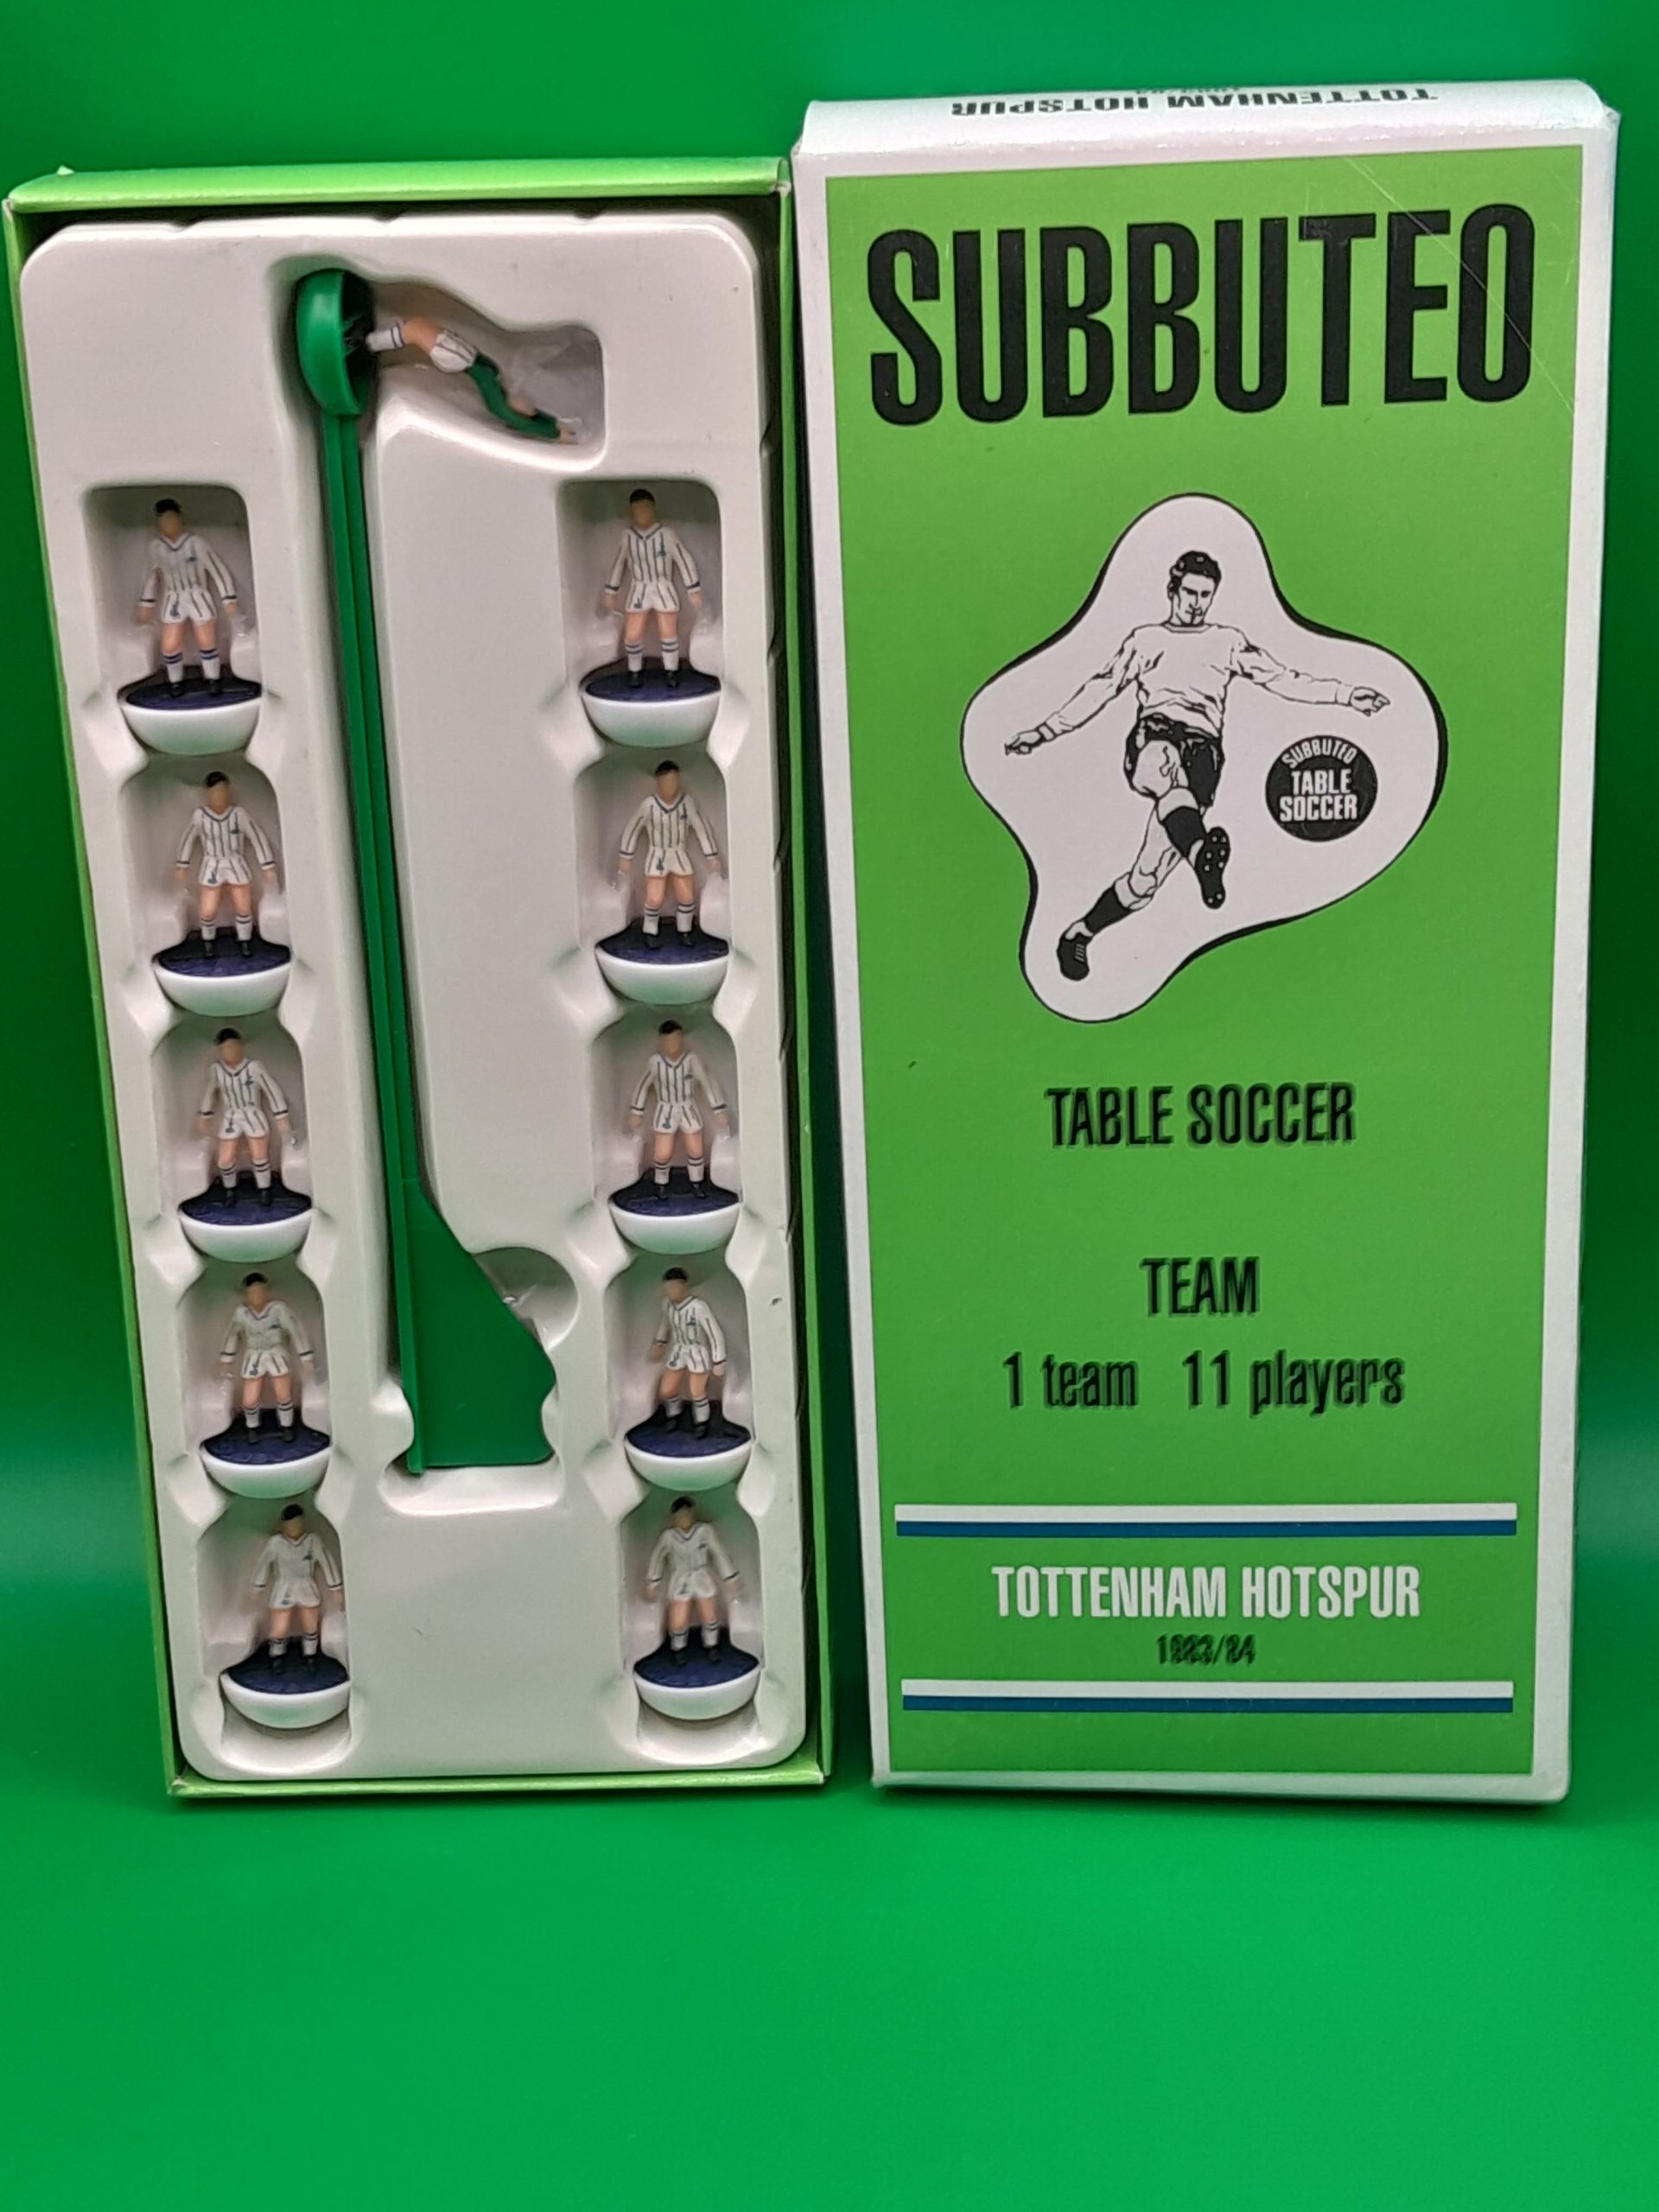 TOTTENHAM HOTSPUR
SUBBUTEO
SUBBUTEO
TABLE
SOCCER
TABLE SOCCER
TEAM
1 team 11 players
TOTTENHAM HOTSPUR
1983/84